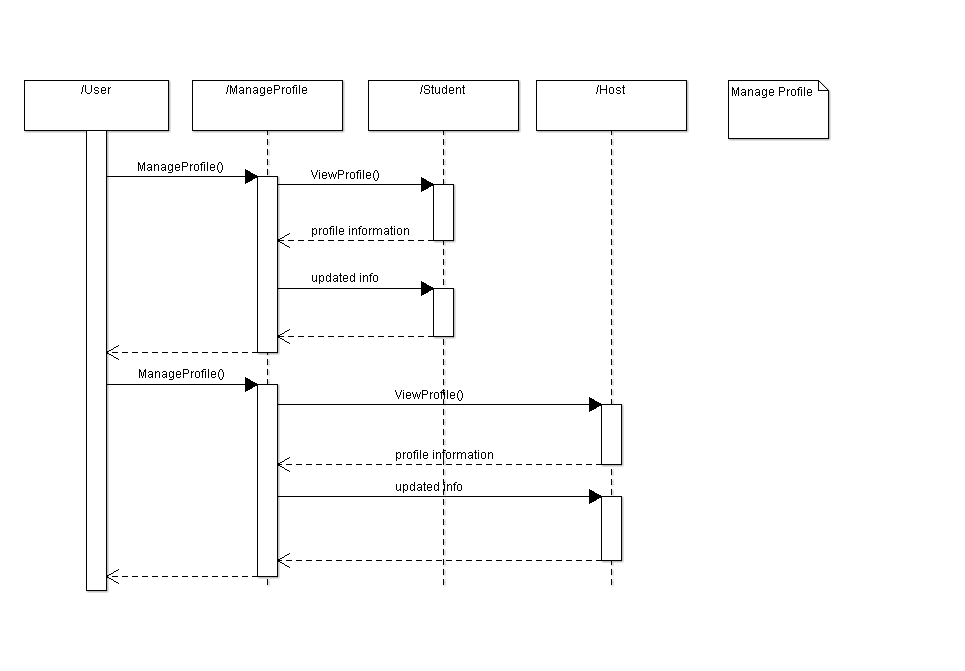 /User
/ManageProfile
/Student
/Host
Manage Profile
ManageProfile()
ViewProfile()
profile information
updated info
ManageProfile()
ViewProfile()
profile information
updated info